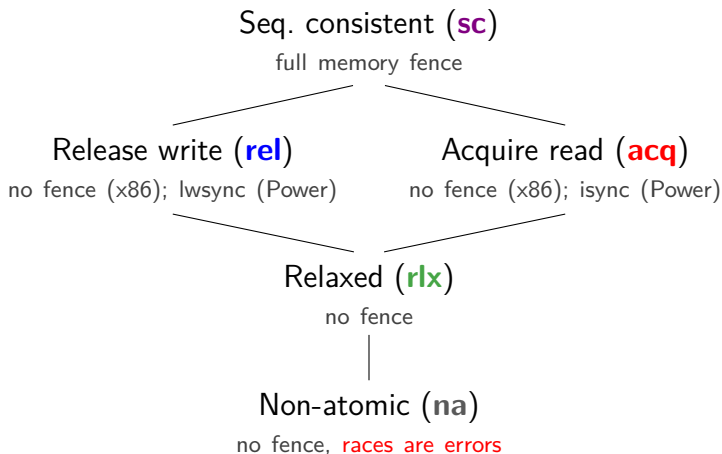 Seq. consistent (sc)
full memory fence
Release write (rel)
no fence (x86); lwsync (Power)
Acquire read (acq)
no fence (x86); isync (Power)
Relaxed (rlx)
no fence
Non-atomic (na)
no fence, races are errors